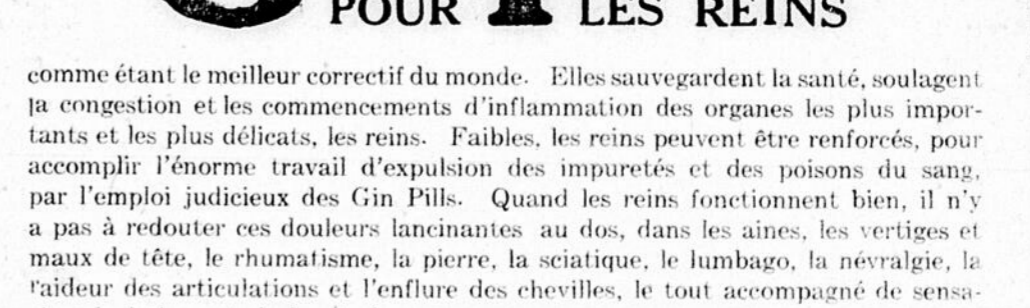 POUR LES REINS
comme étant le meilleur correctif du monde. Elles sauvegardent la santé, soulagent
la congestion et les commencements d'inflammation des organes les plus impor-
tants et les plus délicats, les reins. Faibles, les reins peuvent être renforcés, pour
accomplir l'énorme travail d'expulsion des impuretés et des poisons du sang,
par l'emploi judicieux des Gin Pills. Quand les reins fonctionnent bien, il n'y
a pas à redouter ces douleurs lancinantes au dos, dans les aines, les vertiges et
maux de tête, le rhumatisme, la pierre, la sciatique, le lumbago, la névralgie, la
raideur des articulations et l'enflure des chevilles, le tout accompagné de sensa-